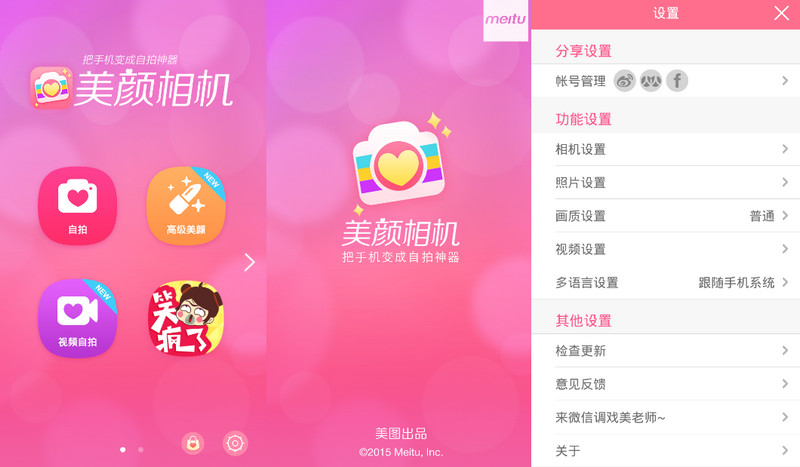 把手机变成自拍神器
美颜相机
自拍
高级美颜
NEW
视频自拍
NEW
笑疯了
meitu
美颜相机
把手机变成自拍神器
美图出品
©2015 Meitu, Inc.
设置
分享设置
帐号管理
功能设置
相机设置
照片设置
画质设置 普通
视频设置
多语言设置 跟随手机系统
其他设置
检查更新
意见反馈
来微信调戏美老师~
关于